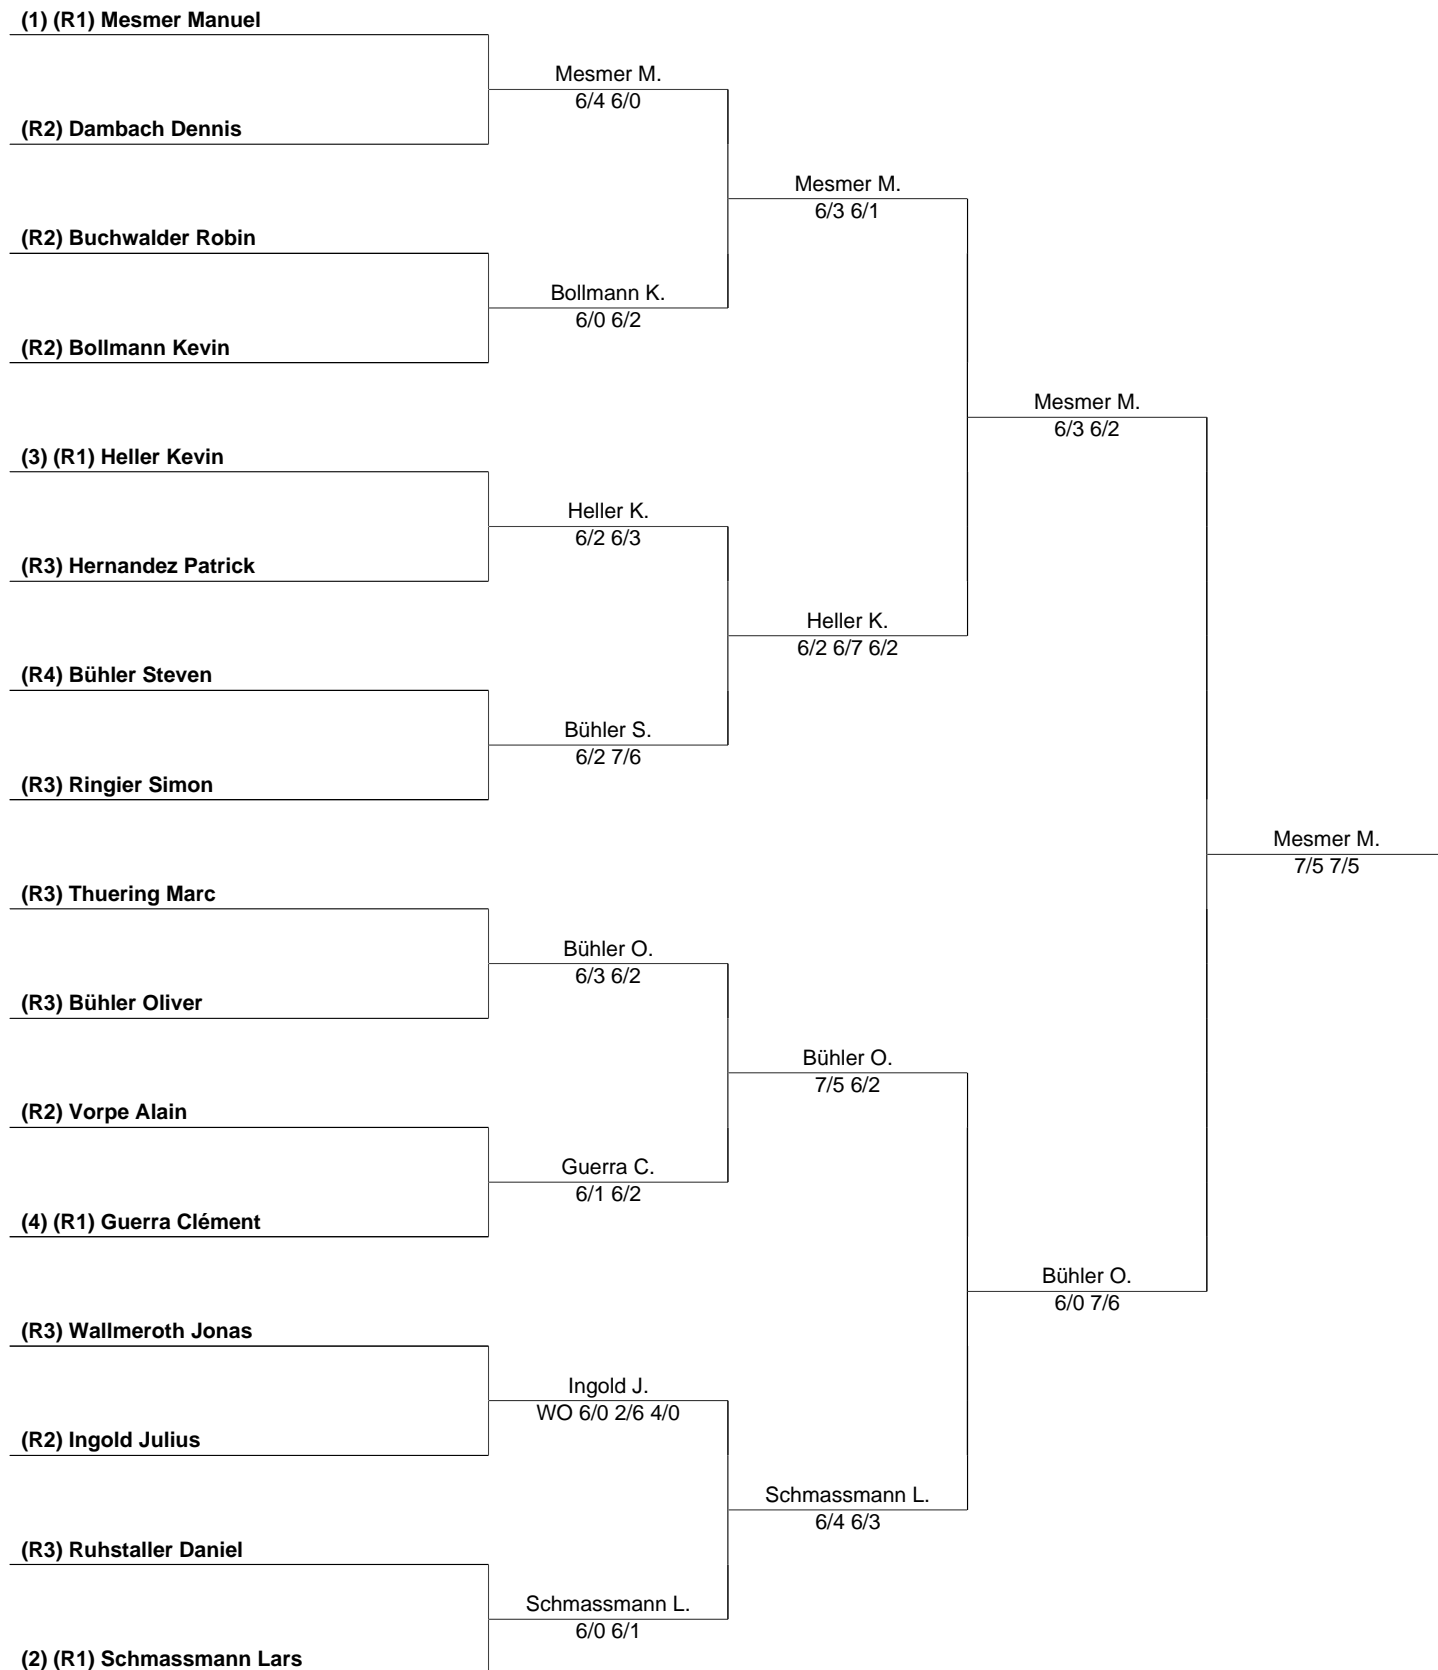 (1) (R1) Mesmer Manuel
Mesmer M.
6/4 6/0
(R2) Dambach Dennis
Mesmer M.
6/3 6/1
(R2) Buchwalder Robin
Bollmann K.
6/0 6/2
(R2) Bollmann Kevin
Mesmer M.
6/3 6/2
(3) (R1) Heller Kevin
Heller K.
6/2 6/3
(R3) Hernandez Patrick
Heller K.
6/2 6/7 6/2
(R4) Bühler Steven
Bühler S.
6/2 7/6
(R3) Ringier Simon
Mesmer M.
7/5 7/5
(R3) Thuering Marc
Bühler O.
6/3 6/2
(R3) Bühler Oliver
Bühler O.
7/5 6/2
(R2) Vorpe Alain
Guerra C.
6/1 6/2
(4) (R1) Guerra Clément
Bühler O.
6/0 7/6
(R3) Wallmeroth Jonas
Ingold J.
WO 6/0 2/6 4/0
(R2) Ingold Julius
Schmassmann L.
6/4 6/3
(R3) Ruhstaller Daniel
Schmassmann L.
6/0 6/1
(2) (R1) Schmassmann Lars